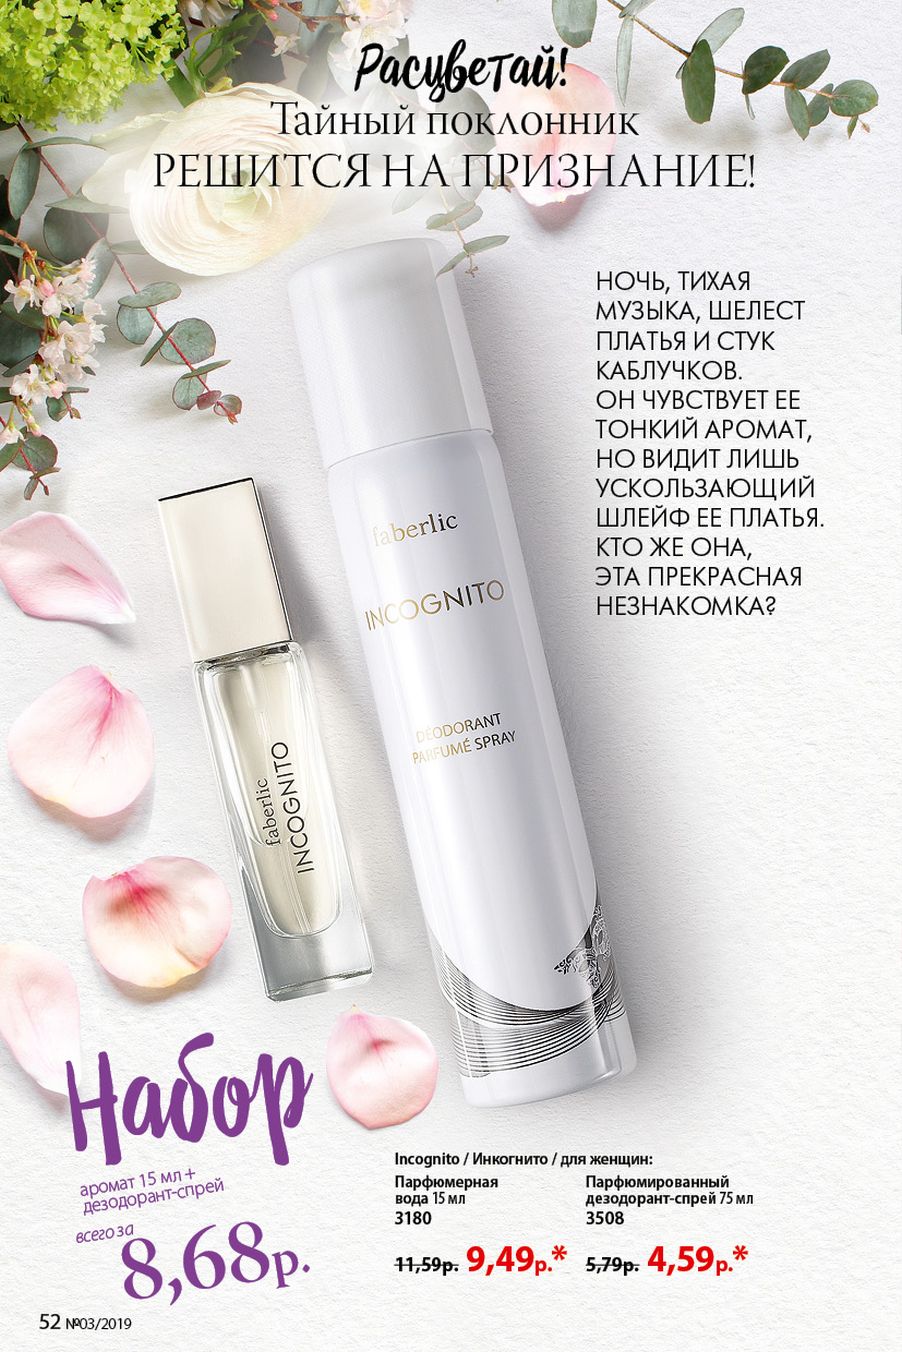 Расцветай!
Тайный поклонник
РЕШИТСЯ НА ПРИЗНАНИЕ!
НОЧЬ, ТИХАЯ
МУЗЫКА, ШЕЛЕСТ
ПЛАТЬЯ И СТУК
КАБЛУЧКОВ.
ОН ЧУВСТВУЕТ ЕЕ
ТОНКИЙ АРОМАТ,
НО ВИДИТ ЛИШЬ
УСКОЛЬЗАЮЩИЙ
ШЛЕЙФ ЕЕ ПЛАТЬЯ.
КТО ЖЕ ОНА,
ЭТА ПРЕКРАСНАЯ
НЕЗНАКОМКА?
faberlic
INCOGNITO
DÉODORANT
PARFUMÉ SPRAY
faberlic
INCOGNITO
Набор
аромат 15 мл +
дезодорант-спрей
всего за
8,68р.
Incognito / Инкогнито / для женщин:
Парфюмерная
вода 15 мл
3180
11,59р. 9,49р.*
Парфюмированный
дезодорант-спрей 75 мл
3508
5,79р. 4,59р.*
52 №03/2019